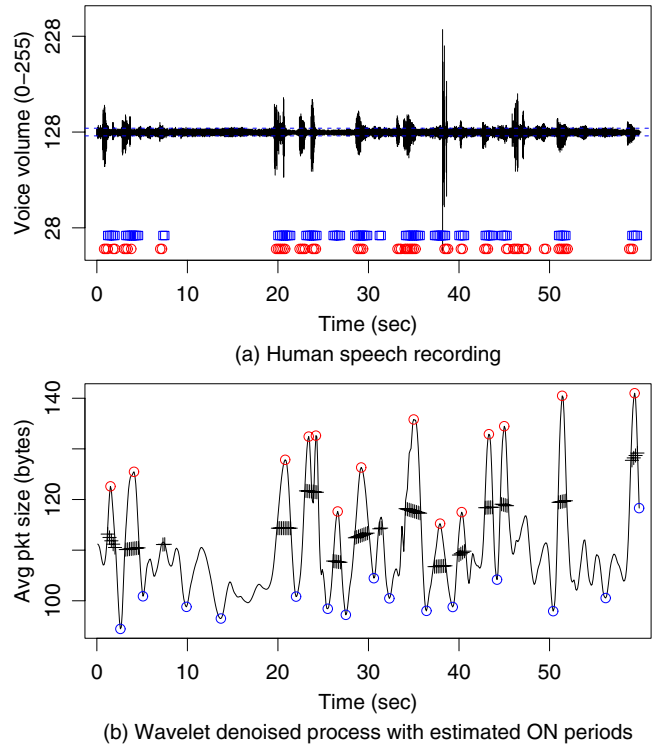 228
128
28
Voice volume (0−255)
0 10 20 30 40 50
Time (sec)
(a) Human speech recording
140
120
100
Avg pkt size (bytes)
0 10 20 30 40 50
Time (sec)
(b) Wavelet denoised process with estimated ON periods